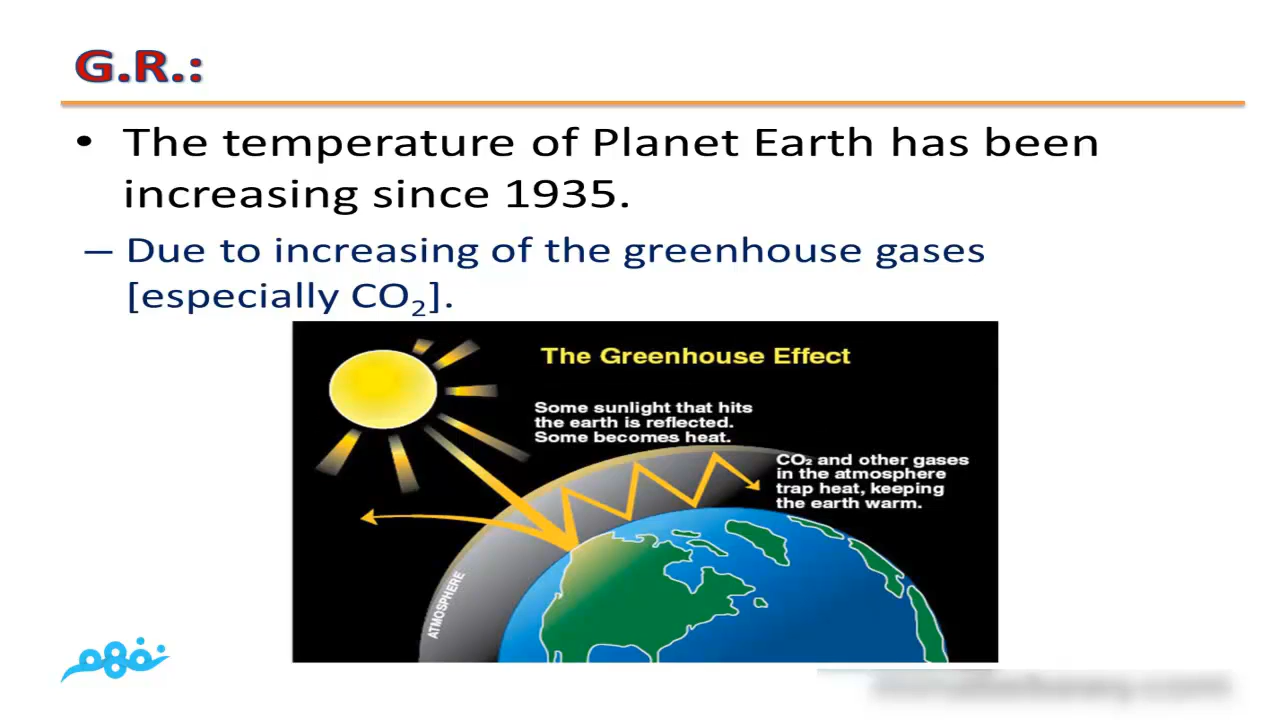 G.R.:
• The temperature of Planet Earth has been
increasing since 1935.
– Due to increasing of the greenhouse gases
[especially CO₂].
The Greenhouse Effect
Some sunlight that hits
the earth is reflected.
Some becomes heat.
CO₂ and other gases
in the atmosphere
trap heat, keeping
the earth warm.
ATMOSPHERE
نفهم